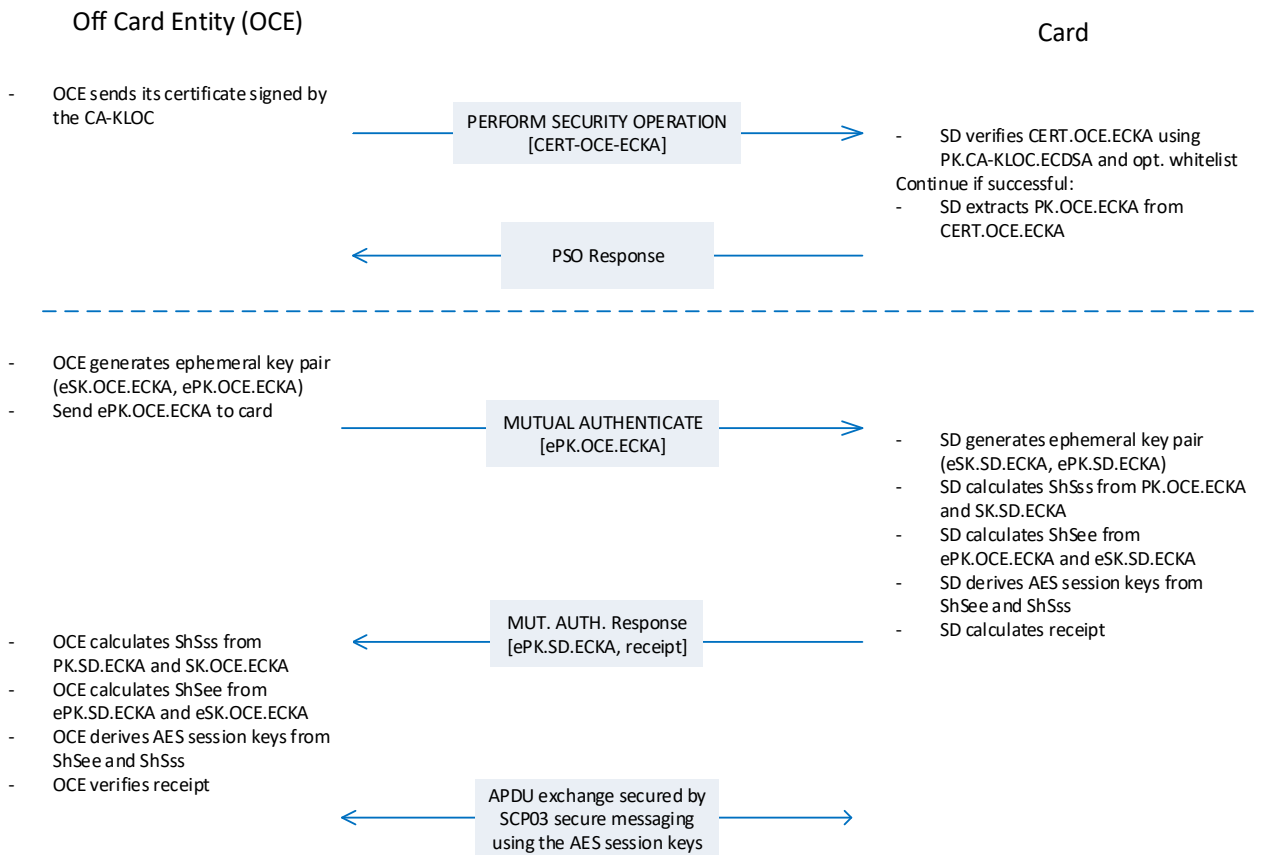 Off Card Entity (OCE)
Card
- OCE sends its certificate signed by
the CA-KLOC
PERFORM SECURITY OPERATION
[CERT-OCE-ECKA]
- SD verifies CERT.OCE.ECKA using
PK.CA-KLOC.ECDSA and opt. whitelist
Continue if successful:
- SD extracts PK.OCE.ECKA from
CERT.OCE.ECKA
PSO Response
- OCE generates ephemeral key pair
(eSK.OCE.ECKA, ePK.OCE.ECKA)
- Send ePK.OCE.ECKA to card
MUTUAL AUTHENTICATE
[ePK.OCE.ECKA]
- SD generates ephemeral key pair
(eSK.SD.ECKA, ePK.SD.ECKA)
- SD calculates ShSss from PK.OCE.ECKA
and SK.SD.ECKA
- SD calculates ShSee from
ePK.OCE.ECKA and eSK.SD.ECKA
- SD derives AES session keys from
ShSee and ShSss
- SD calculates receipt
MUT. AUTH. Response
[ePK.SD.ECKA, receipt]
- OCE calculates ShSss from
PK.SD.ECKA and SK.OCE.ECKA
- OCE calculates ShSee from
ePK.SD.ECKA and eSK.OCE.ECKA
- OCE derives AES session keys from
ShSee and ShSss
- OCE verifies receipt
APDU exchange secured by
SCP03 secure messaging
using the AES session keys